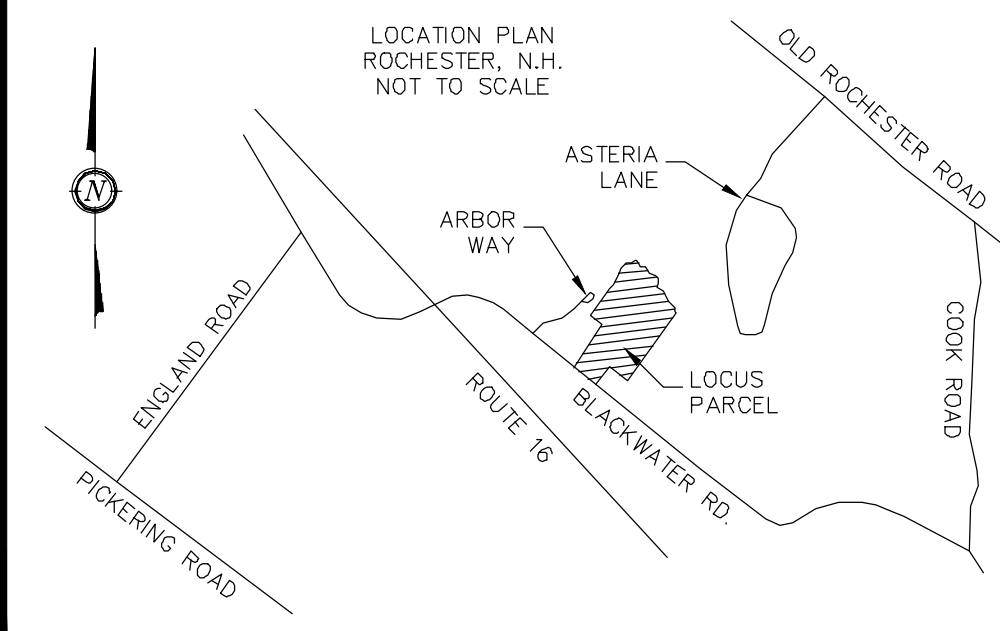 LOCATION PLAN
ROCHESTER, N.H.
NOT TO SCALE
OLD ROCHESTER ROAD
ASTERIA
LANE
N
ARBOR
WAY
ENGLAND ROAD
COOK ROAD
ROUTE 16
LOCUS
PARCEL
BLACKWATER RD.
PICKERING ROAD